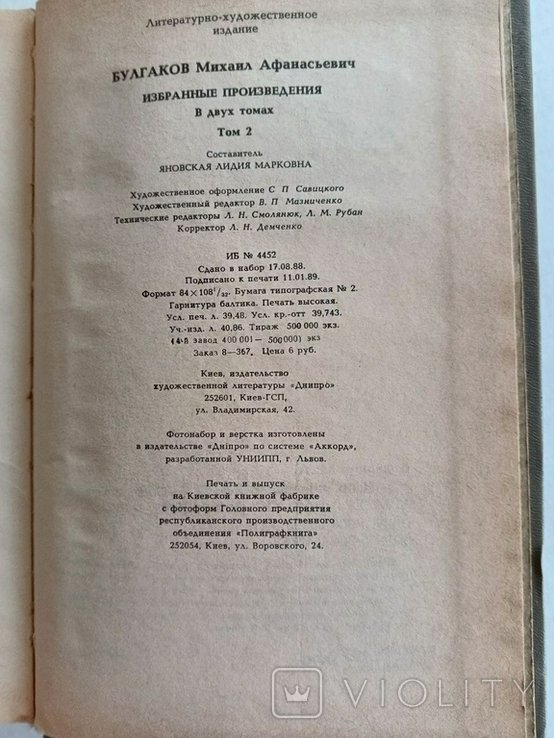 Литературно-художественное
издание
БУЛГАКОВ Михаил Афанасьевич
ИЗБРАННЫЕ ПРОИЗВЕДЕНИЯ
В двух томах
Том 2
Составитель
ЯНОВСКАЯ ЛИДИЯ МАРКОВНА
Художественное оформление С П Савицкого
Художественный редактор В. П Мазниченко
Технические редакторы Л. Н. Смолянюк, Л. М. Рубан
Корректор Л. Н. Демченко
ИБ № 4452
Сдано в набор 17.08.88.
Подписано к печати 11.01.89.
Формат 84×108¹/₃₂. Бумага типографская № 2.
Гарнитура балтика. Печать высокая.
Усл. печ. л. 39,48. Усл. кр.-отт 39,743.
Уч.-изд. л. 40,86. Тираж 500 000 экз.
(4-й завод 400 001— 500 000) экз
Заказ 8—367. Цена 6 руб.
Киев, издательство
художественной литературы «Дніпро»
252601, Киев-ГСП,
ул. Владимирская, 42.
Фотонабор и верстка изготовлены
в издательстве «Дніпро» по системе «Аккорд»,
разработанной УНИИПП, г Львов.
Печать и выпуск
на Киевской книжной фабрике
с фотоформ Головного предприятия
республиканского производственного
объединения «Полиграфкнига»
252054, Киев, ул. Воровского, 24.
VIOLITY